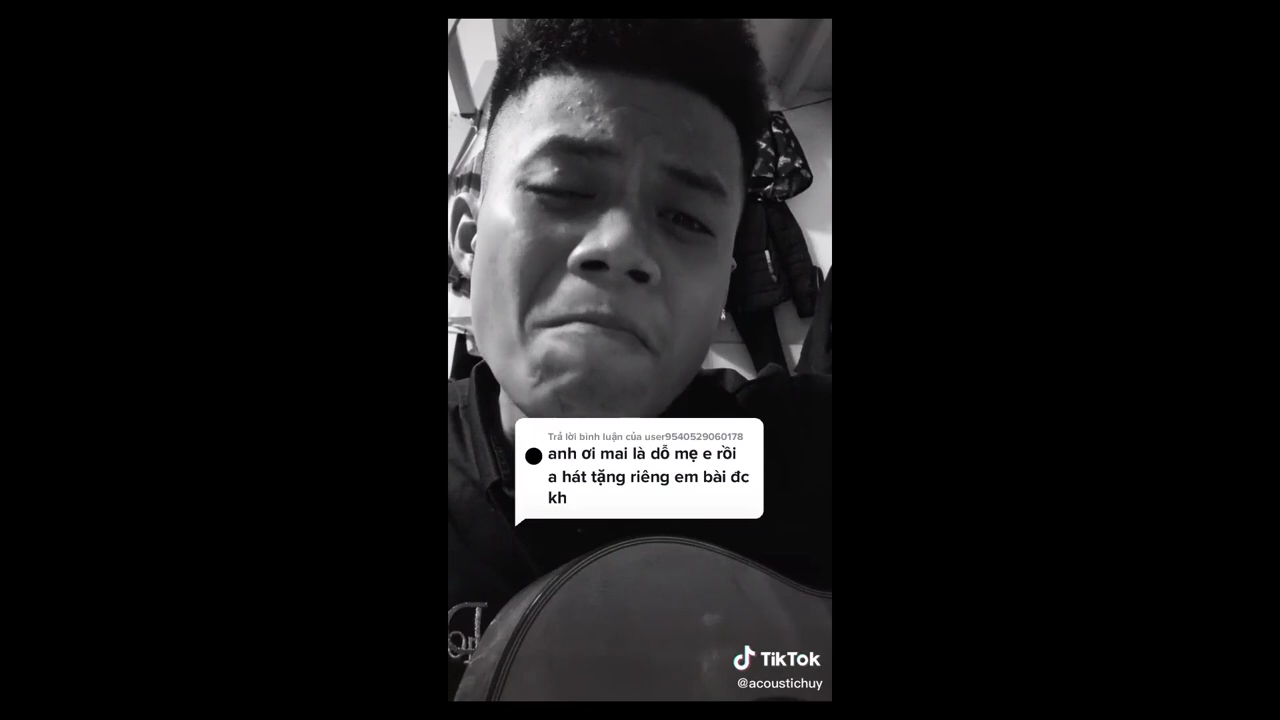 Trả lời bình luận của user9540529060178
anh ơi mai là dỗ mẹ e rồi
a hát tặng riêng em bài đc
kh
TikTok
@acoustichuy